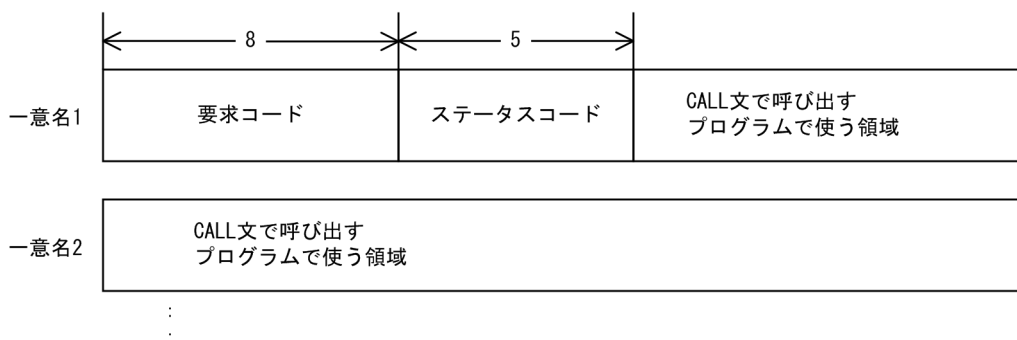 8
5
一意名1
要求コード
ステータスコード
CALL文で呼び出す
プログラムで使う領域
一意名2
CALL文で呼び出す
プログラムで使う領域
:
.